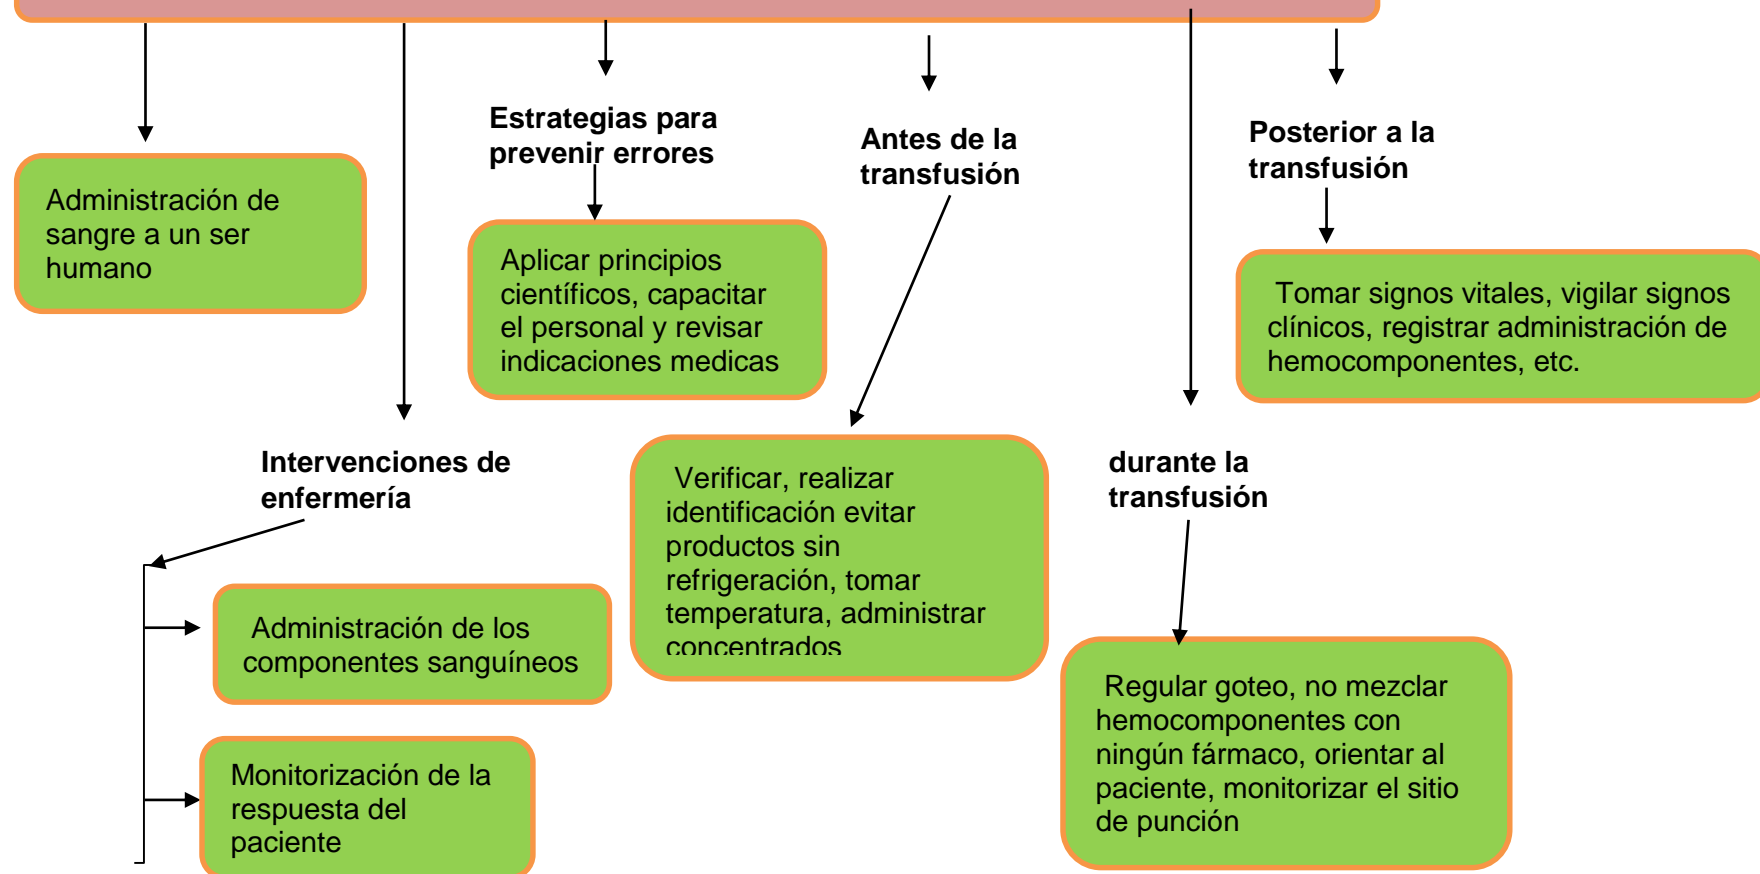 Estrategias para
prevenir errores
Antes de la
transfusión
Posterior a la
transfusión
Administración de
sangre a un ser
humano
Aplicar principios
científicos, capacitar
el personal y revisar
indicaciones medicas
Tomar signos vitales, vigilar signos
clínicos, registrar administración de
hemocomponentes, etc.
Intervenciones de
enfermería
Verificar, realizar
identificación evitar
productos sin
refrigeración, tomar
temperatura, administrar
concentrados
durante la
transfusión
Administración de los
componentes sanguíneos
Monitorización de la
respuesta del
paciente
Regular goteo, no mezclar
hemocomponentes con
ningún fármaco, orientar al
paciente, monitorizar el sitio
de punción